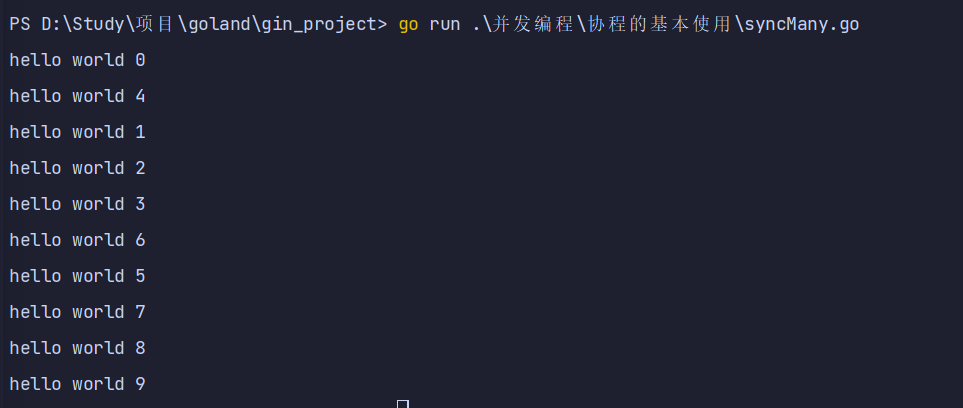 PS D:\Study\项目\goland\gin_project> go run .\并发编程\协程的基本使用\syncMany.go
hello world 0
hello world 4
hello world 1
hello world 2
hello world 3
hello world 6
hello world 5
hello world 7
hello world 8
hello world 9